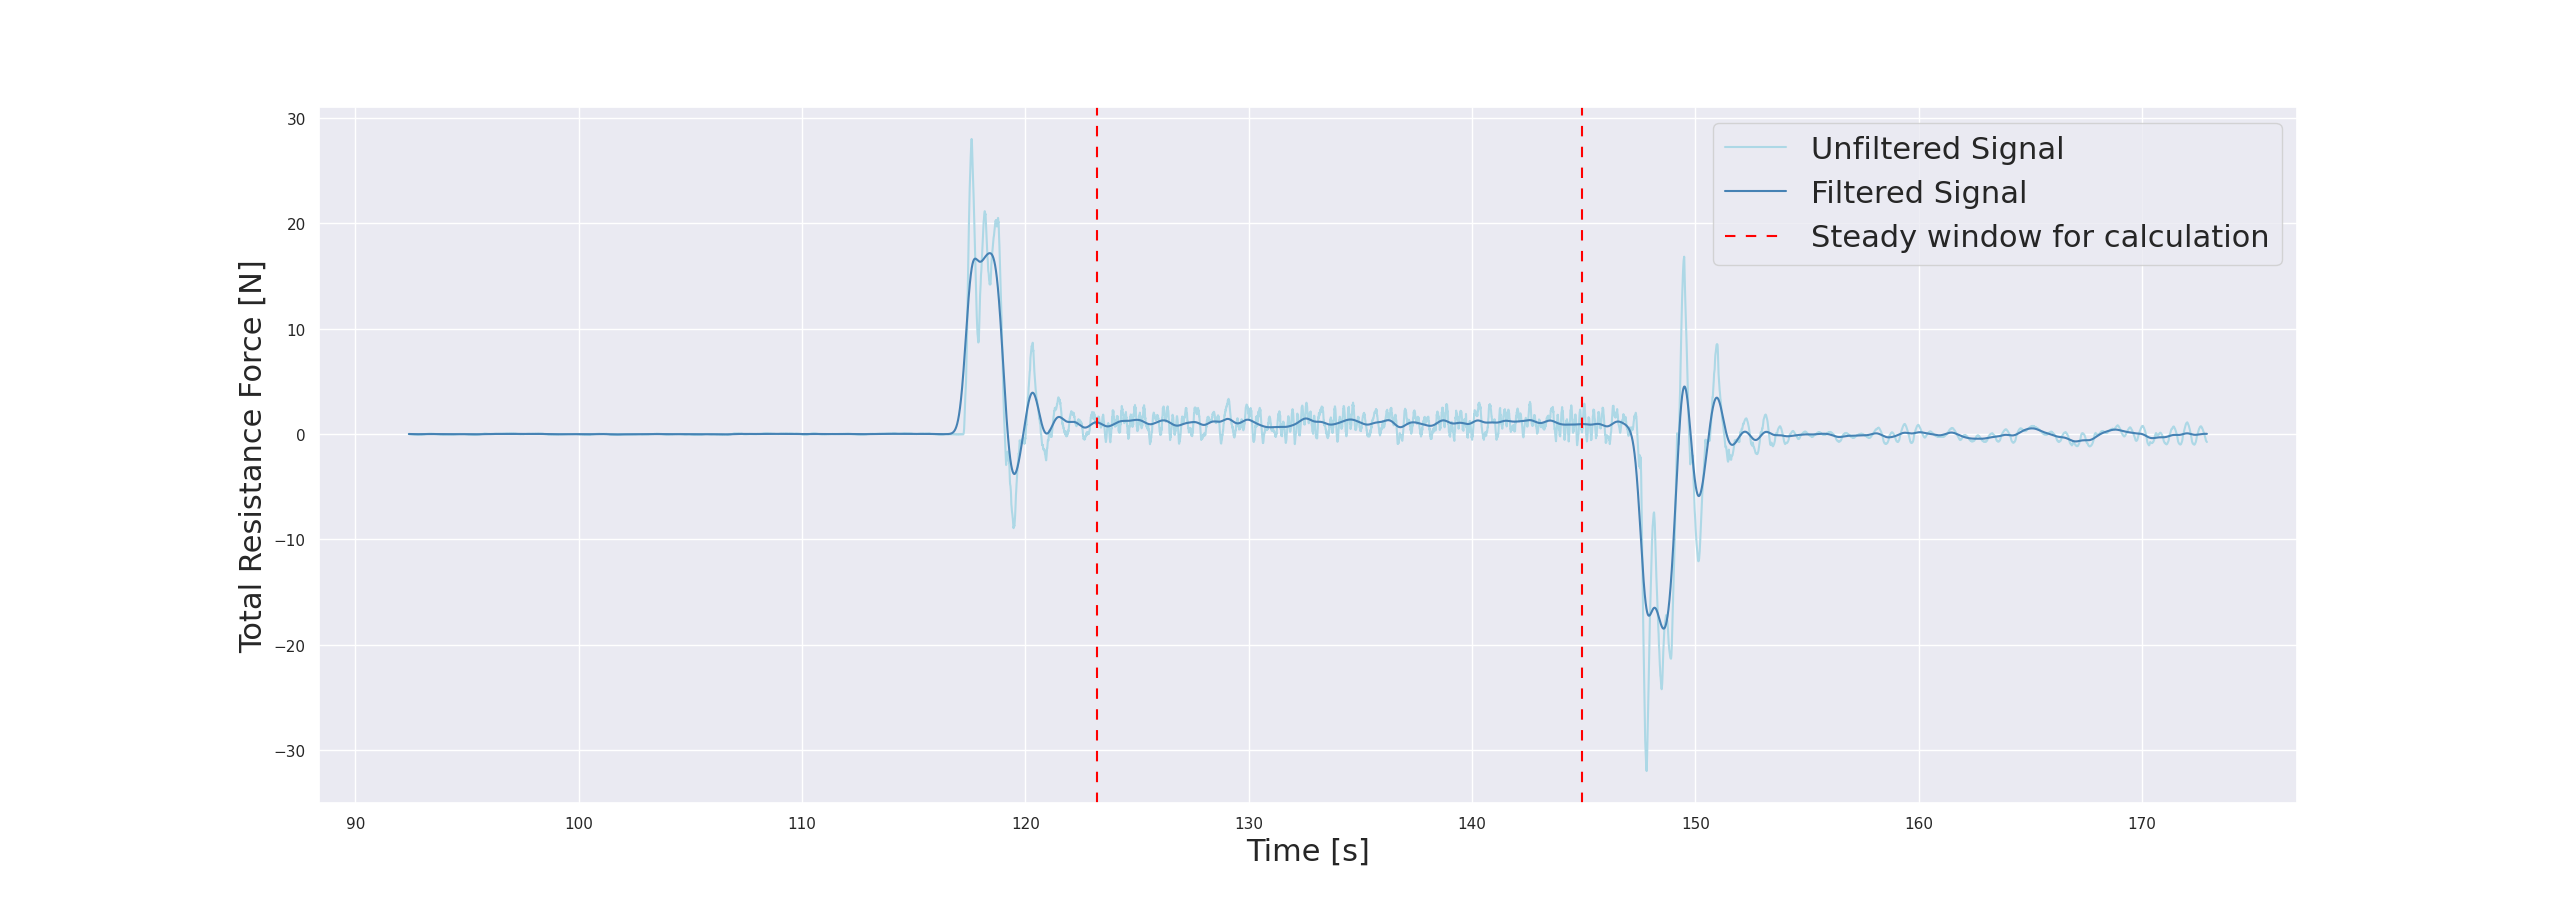 Total Resistance Force [N]
30
20
10
0
−10
−20
−30
Unfiltered Signal
Filtered Signal
Steady window for calculation
90 100 110 120 130 140 150 160 170
Time [s]